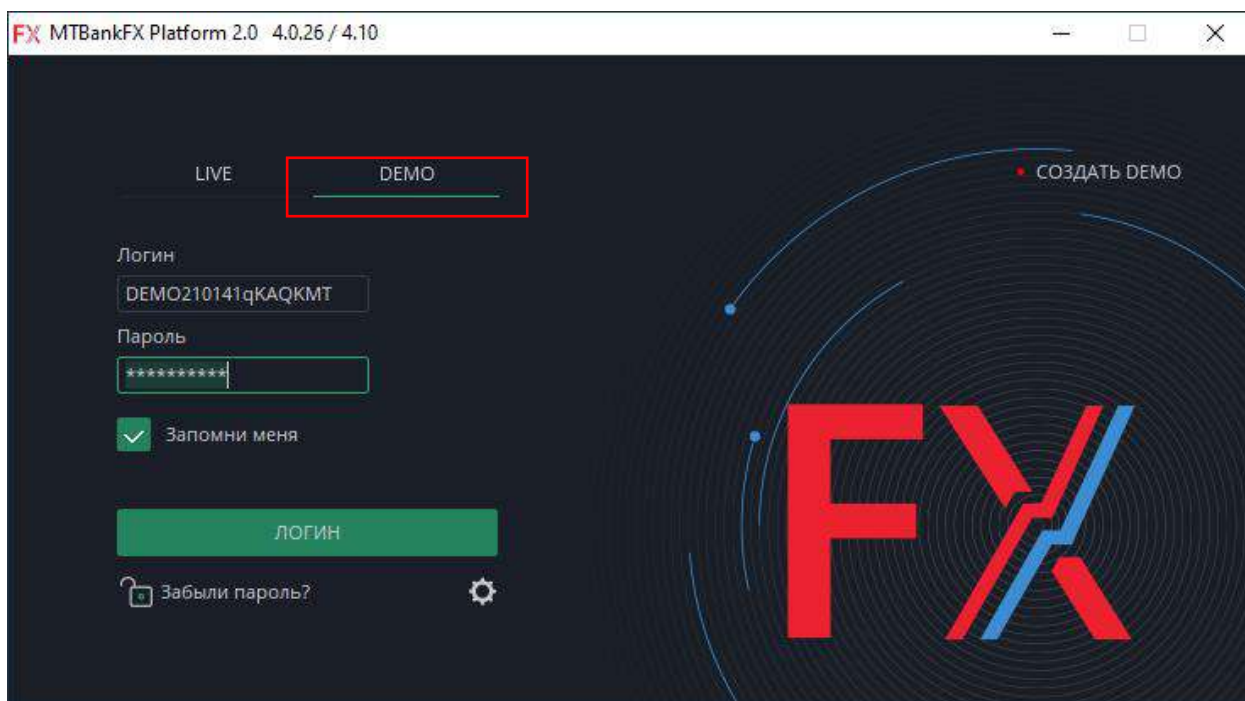 FX MTBankFX Platform 2.0 4.0.26 / 4.10
LIVE DEMO
СОЗДАТЬ DEMO
Логин
DEMO210141qKAQKMT
Пароль
**********
Запомни меня
ЛОГИН
Забыли пароль?
FX